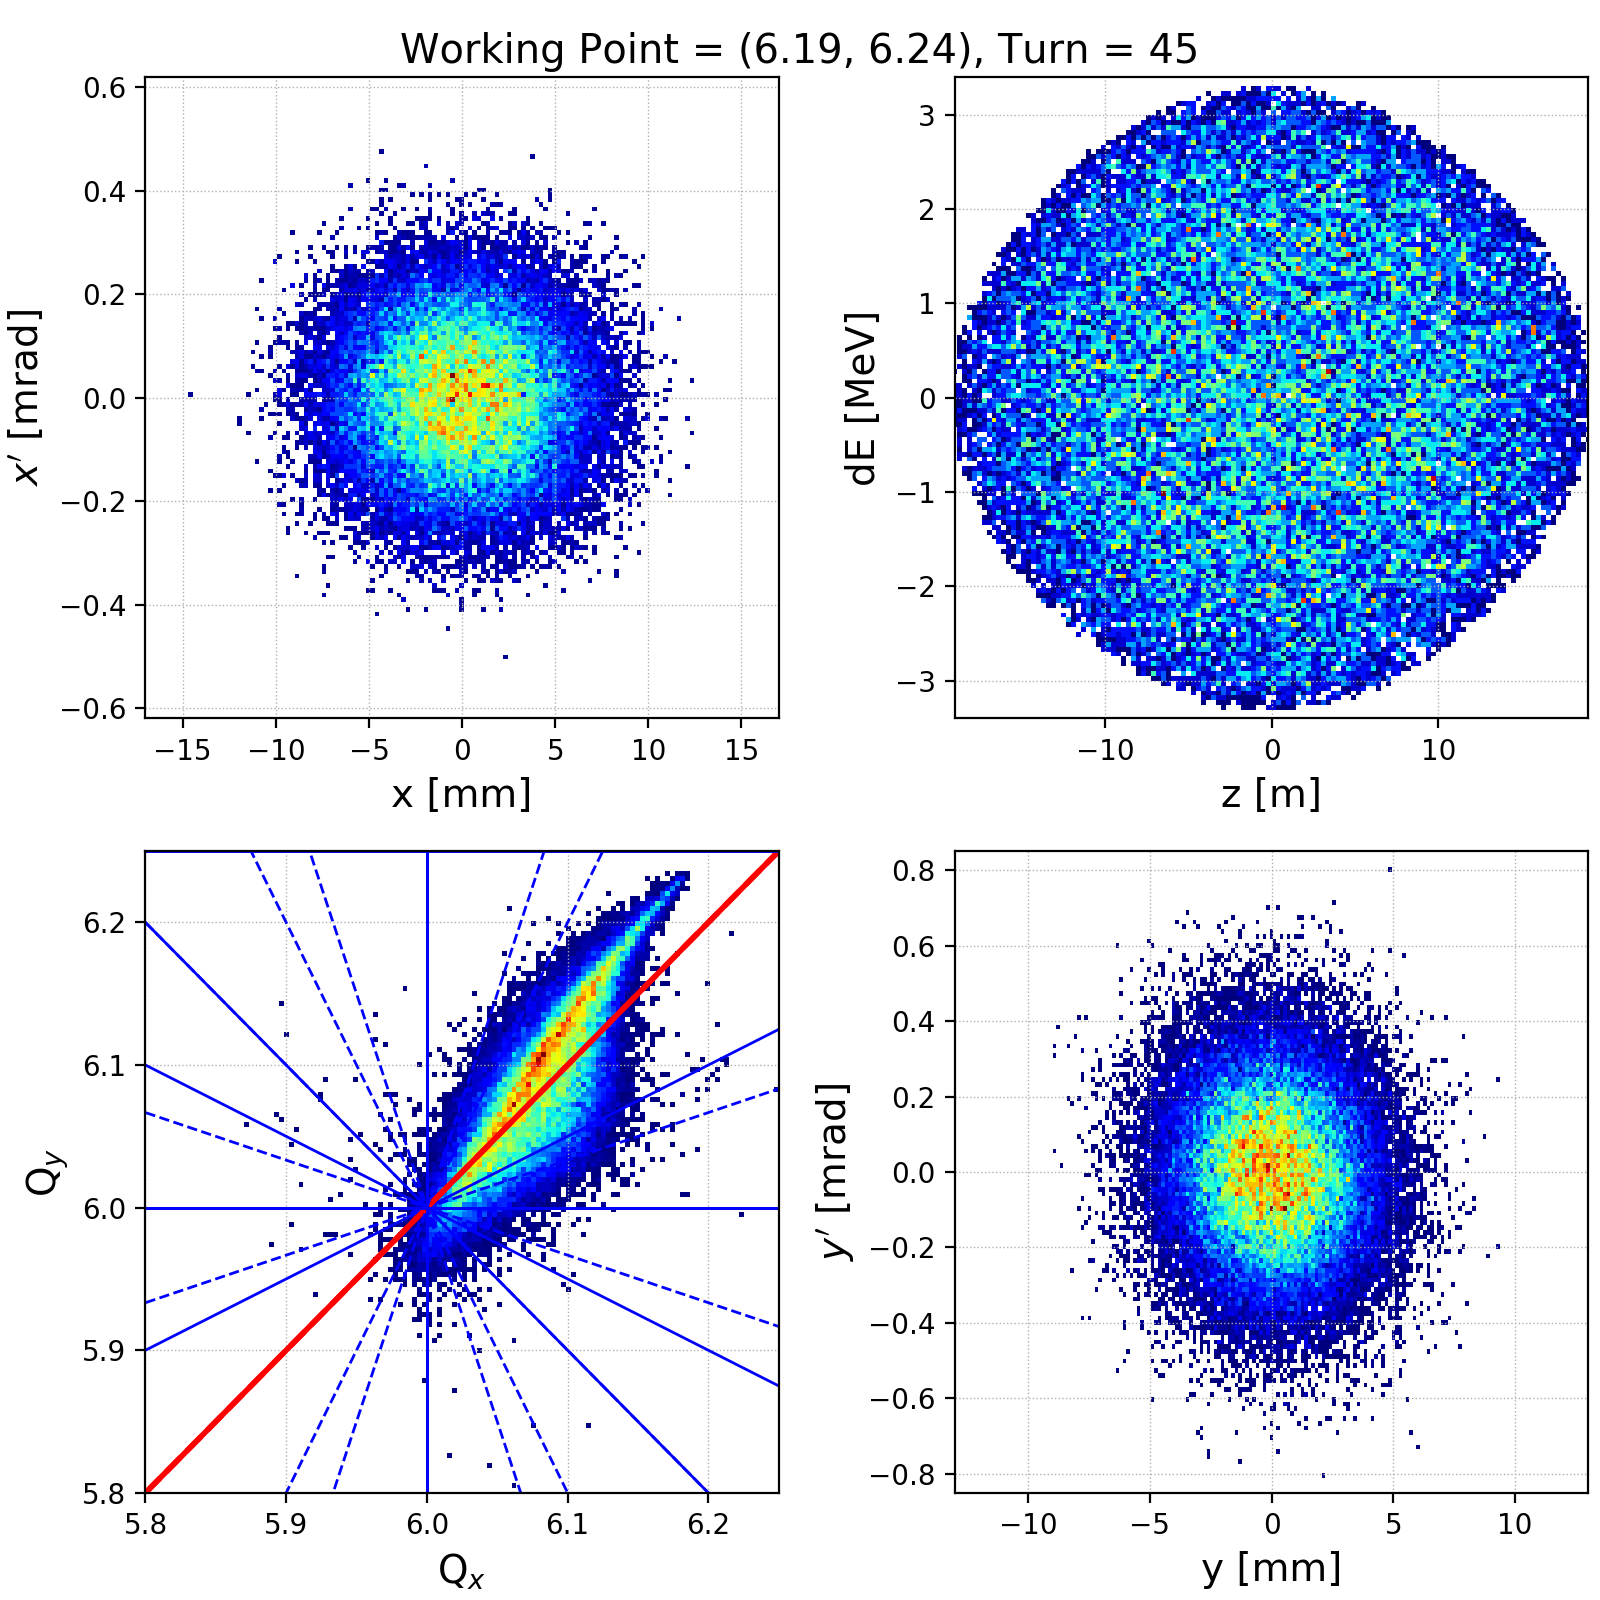 Working Point = (6.19, 6.24), Turn = 45
0.6
0.4
0.2
0.0
−0.2
−0.4
−0.6
x′ [mrad]
−15 −10 −5 0 5 10 15
x [mm]
3
2
1
0
−1
−2
−3
dE [MeV]
−10 0 10
z [m]
6.2
6.1
6.0
5.9
5.8
Qy
5.8 5.9 6.0 6.1 6.2
Qx
0.8
0.6
0.4
0.2
0.0
−0.2
−0.4
−0.6
−0.8
y′ [mrad]
−10 −5 0 5 10
y [mm]